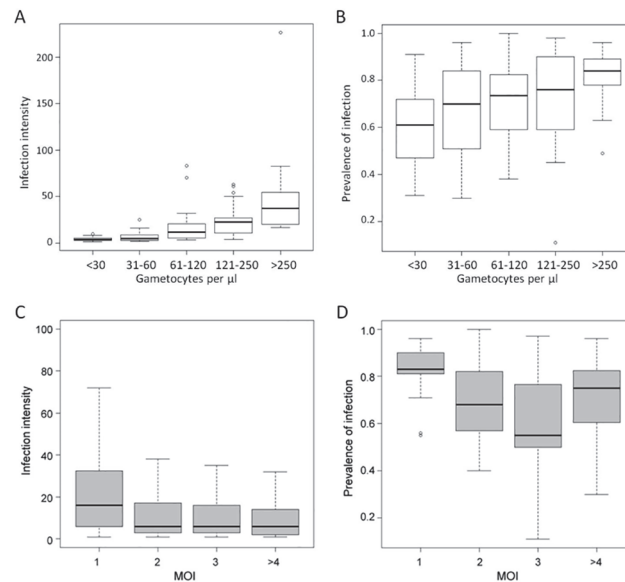 A
Infection intensity
200
150
100
50
0
<30 31-60 61-120 121-250 >250
Gametocytes per µl
B
Prevalence of infection
1.0
0.8
0.6
0.4
0.2
<30 31-60 61-120 121-250 >250
Gametocytes per µl
C
Infection intensity
100
80
60
40
20
0
1 2 3 >4
MOI
D
Prevalence of infection
1.0
0.8
0.6
0.4
0.2
1 2 3 >4
MOI